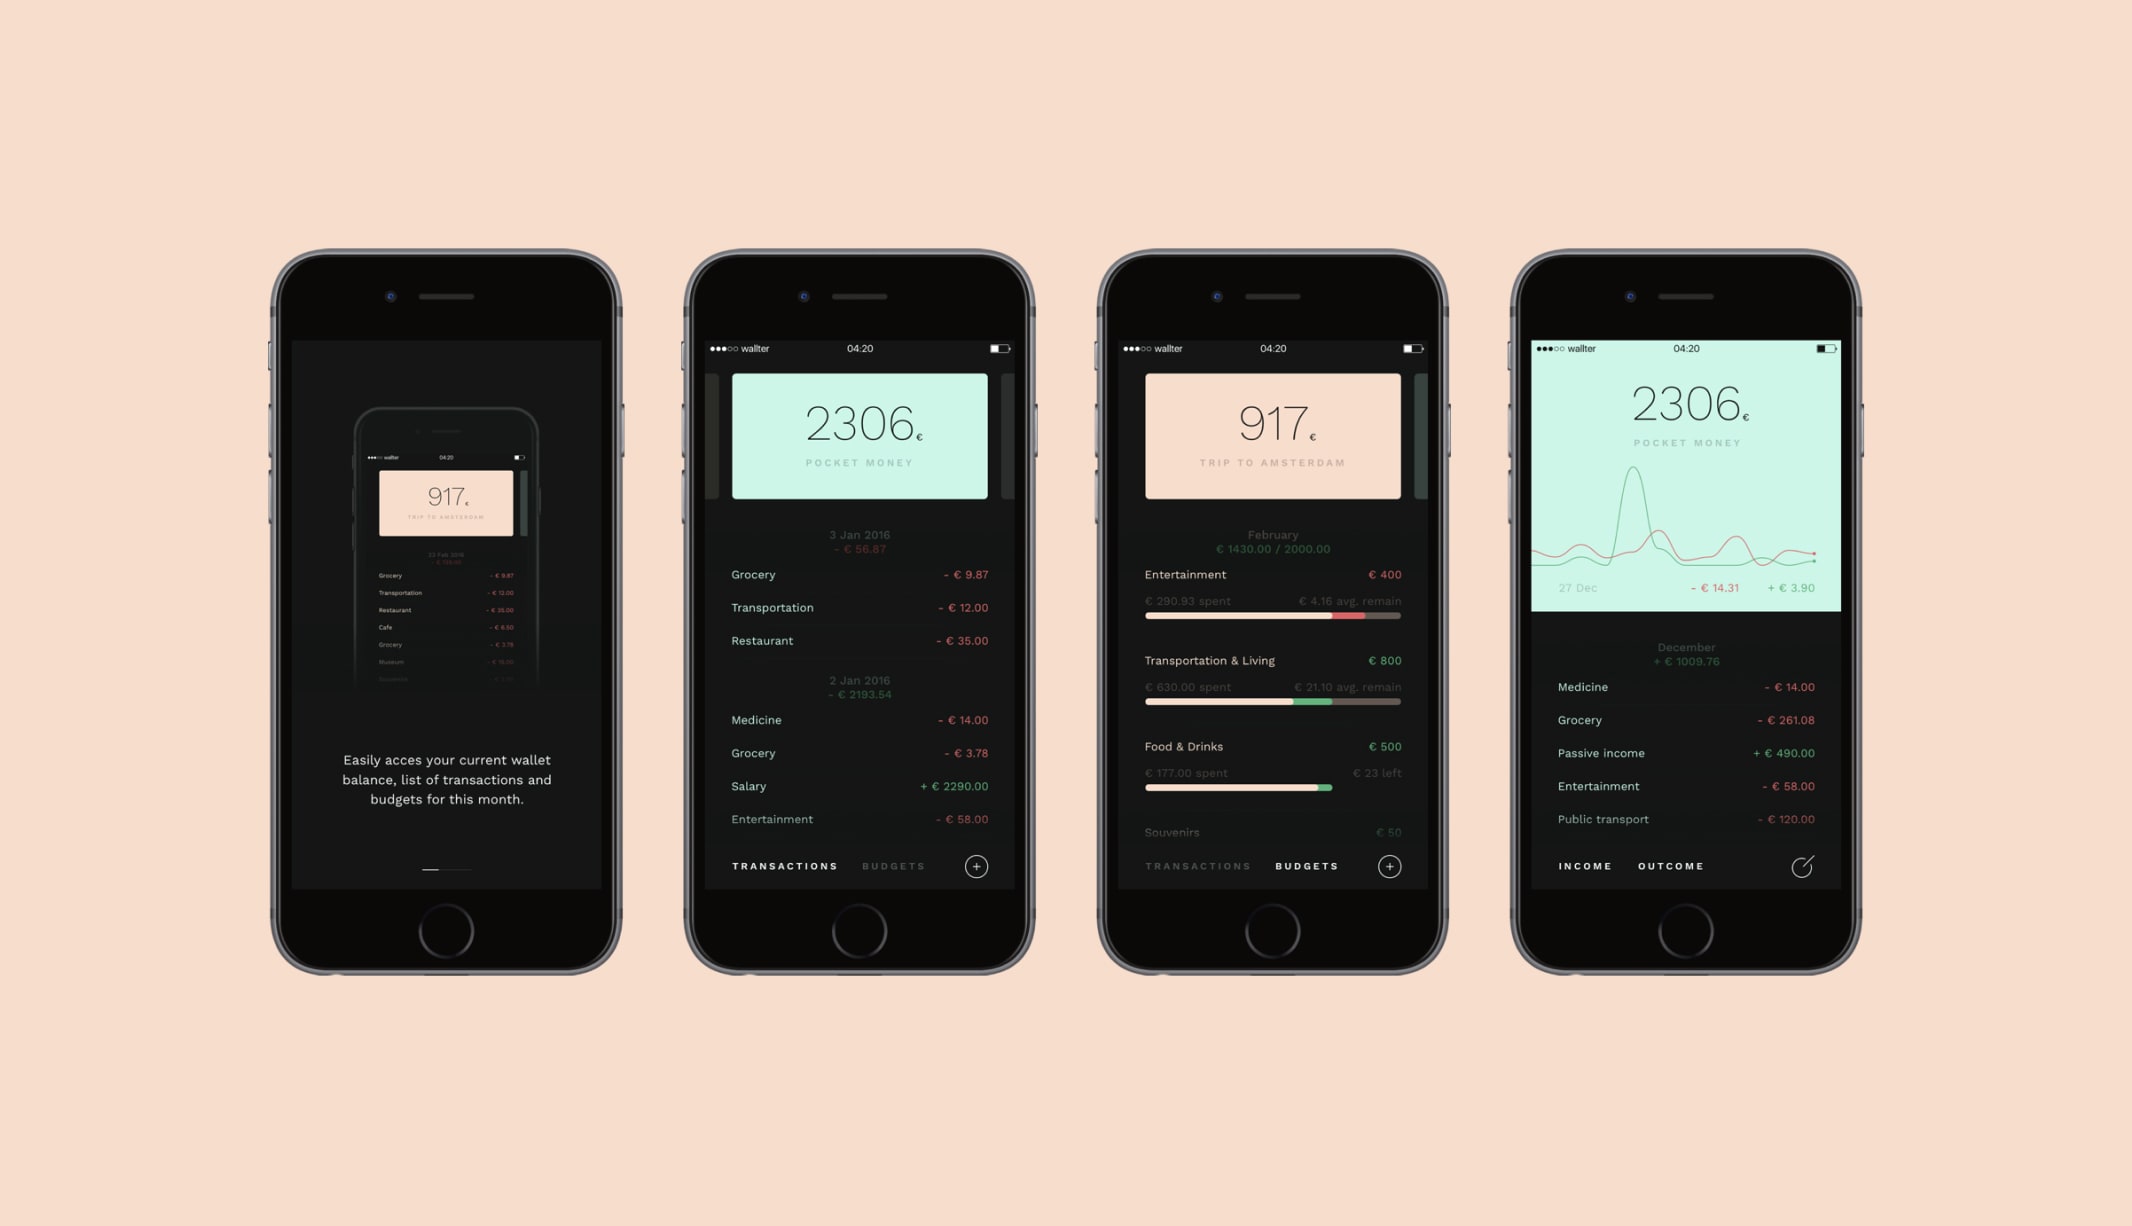 wallter 04:20
917 €
TRIP TO AMSTERDAM
23 Feb 2016
Grocery - € 9.87
Transportation - € 12.00
Restaurant - € 35.00
Cafe - € 6.50
Grocery - € 3.78
Museum
Souvenirs
Easily acces your current wallet
balance, list of transactions and
budgets for this month.
wallter 04:20
2306 €
POCKET MONEY
3 Jan 2016
- € 56.87
Grocery - € 9.87
Transportation - € 12.00
Restaurant - € 35.00
2 Jan 2016
- € 2193.54
Medicine - € 14.00
Grocery - € 3.78
Salary + € 2290.00
Entertainment - € 58.00
TRANSACTIONS BUDGETS
wallter 04:20
917 €
TRIP TO AMSTERDAM
February
€ 1430.00 / 2000.00
Entertainment € 400
€ 290.93 spent € 4.16 avg. remain
Transportation & Living € 800
€ 630.00 spent € 21.10 avg. remain
Food & Drinks € 500
€ 177.00 spent € 23 left
Souvenirs € 50
TRANSACTIONS BUDGETS
wallter 04:20
2306 €
POCKET MONEY
27 Dec - € 14.31 + € 3.90
December
+ € 1009.76
Medicine - € 14.00
Grocery - € 261.08
Passive income + € 490.00
Entertainment - € 58.00
Public transport - € 120.00
INCOME OUTCOME